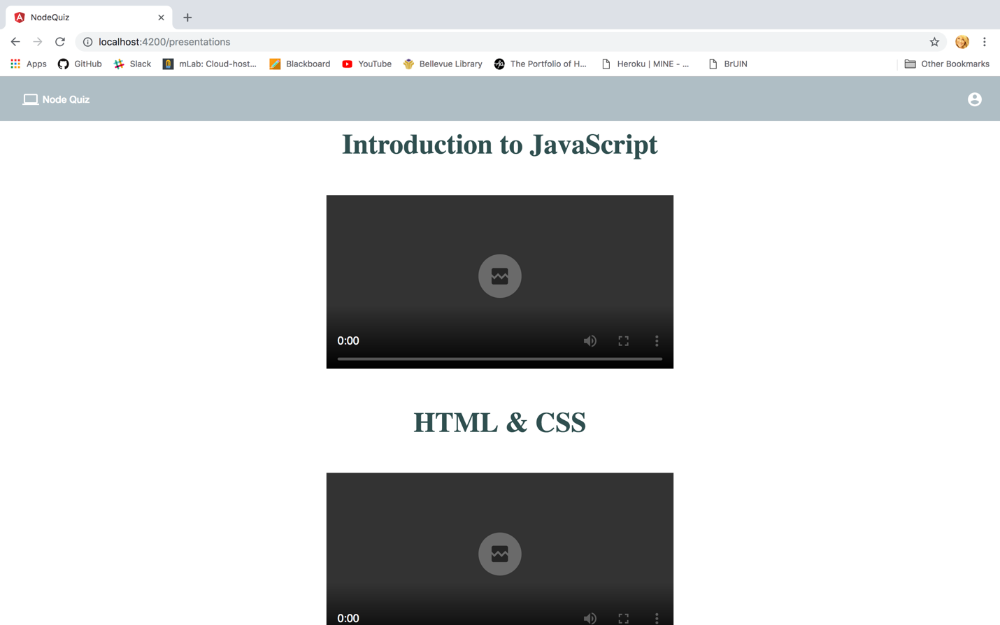 NodeQuiz
localhost:4200/presentations
Apps GitHub Slack mLab: Cloud-host... Blackboard YouTube Bellevue Library The Portfolio of H... Heroku | MINE - ... BrUIN Other Bookmarks
Node Quiz
Introduction to JavaScript
0:00
HTML & CSS
0:00